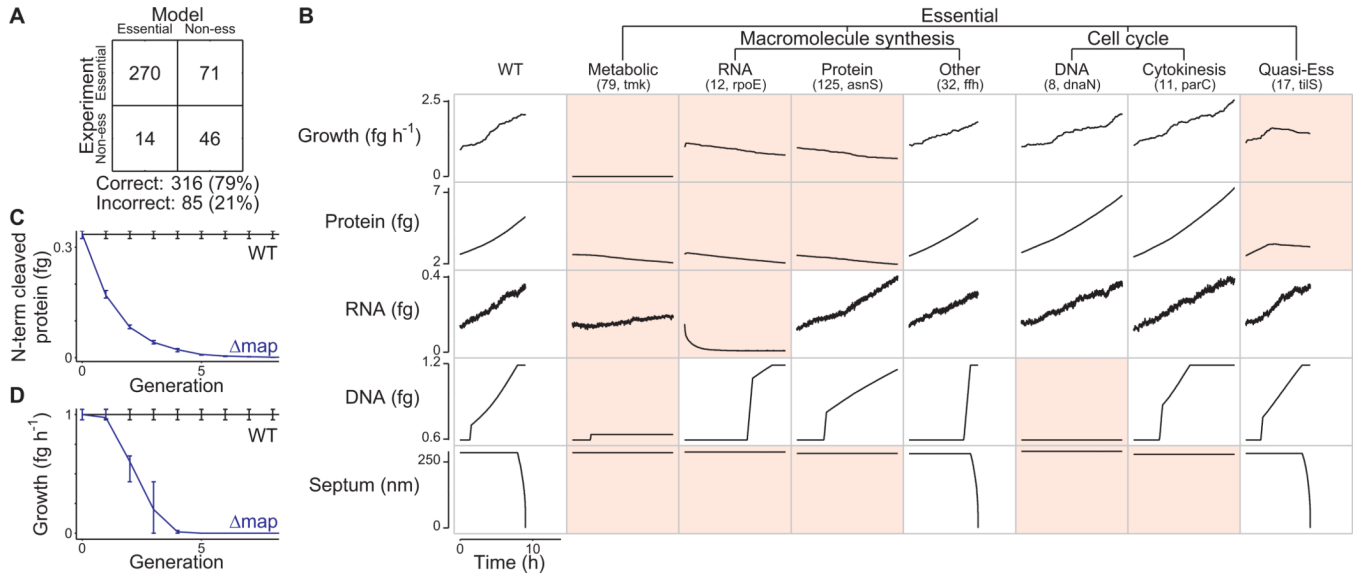 A
Model
Essential Non-ess
Experiment
Essential
Non-ess
270 71
14 46
Correct: 316 (79%)
Incorrect: 85 (21%)
B
Essential
Macromolecule synthesis Cell cycle
WT Metabolic RNA Protein Other DNA Cytokinesis Quasi-Ess
(79, tmk) (12, rpoE) (125, asnS) (32, ffh) (8, dnaN) (11, parC) (17, tilS)
Growth (fg h⁻¹)
2.5
0
Protein (fg)
7
2
RNA (fg)
0.4
0
DNA (fg)
1.2
0.6
Septum (nm)
250
0
0 10
Time (h)
C
N-term cleaved
protein (fg)
0.3
0
WT
Δmap
0 5
Generation
D
Growth (fg h⁻¹)
1
0
WT
Δmap
0 5
Generation